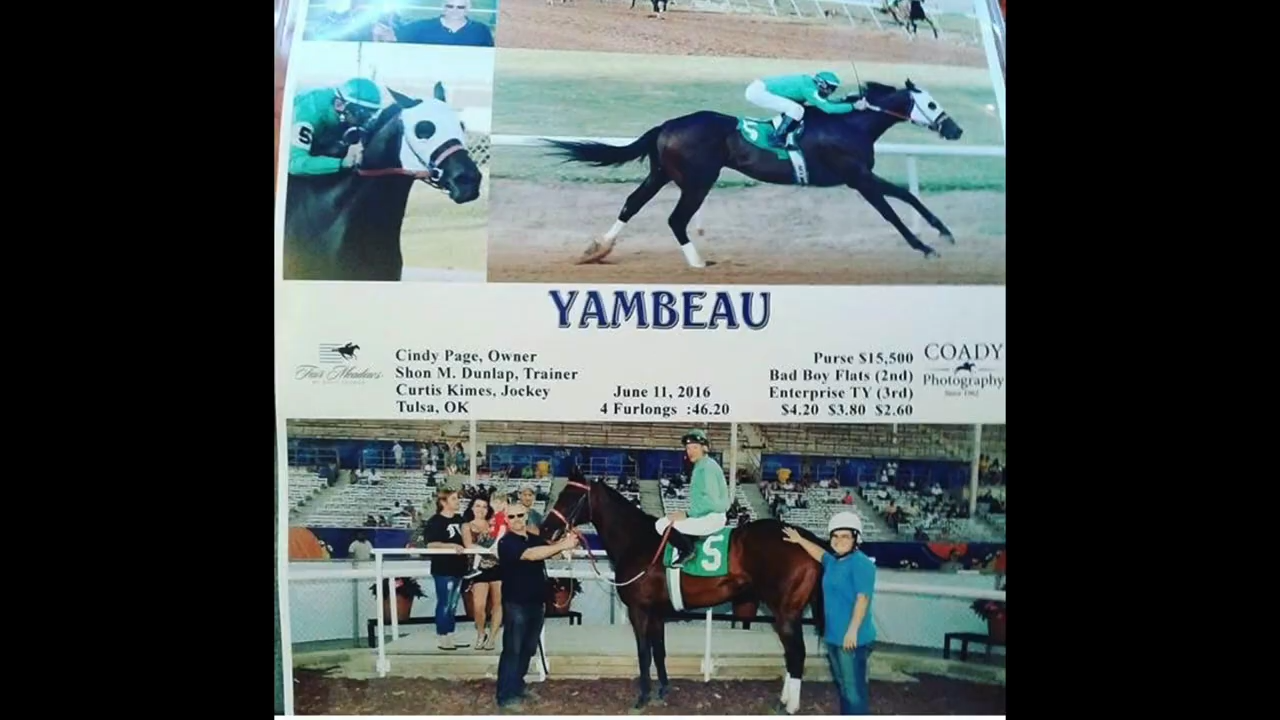 5
YAMBEAU
Fair Meadows
Cindy Page, Owner
Shon M. Dunlap, Trainer
Curtis Kimes, Jockey
Tulsa, OK
June 11, 2016
4 Furlongs :46.20
Purse $15,500
Bad Boy Flats (2nd)
Enterprise TY (3rd)
$4.20 $3.80 $2.60
COADY
Photography
Since 1962
5